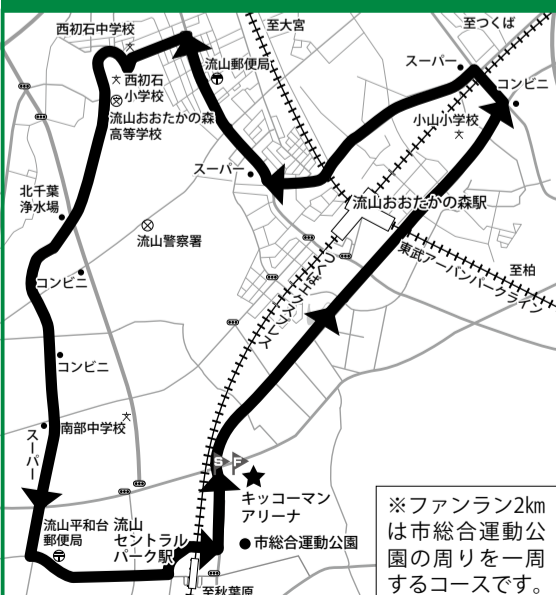 西初石中学校
至大宮
至つくば
流山郵便局
スーパー
コンビニ
西初石
小学校
流山おおたかの森
高等学校
小山小学校
スーパー
北千葉
浄水場
流山おおたかの森駅
流山警察署
東武アーバンパークライン
至柏
つくばエクスプレス
コンビニ
コンビニ
スーパー
南部中学校
S F
キッコーマン
アリーナ
流山平和台
郵便局
流山
セントラル
パーク駅
市総合運動公園
至秋葉原
※ファンラン2km
は市総合運動公
園の周りを一周
するコースです。